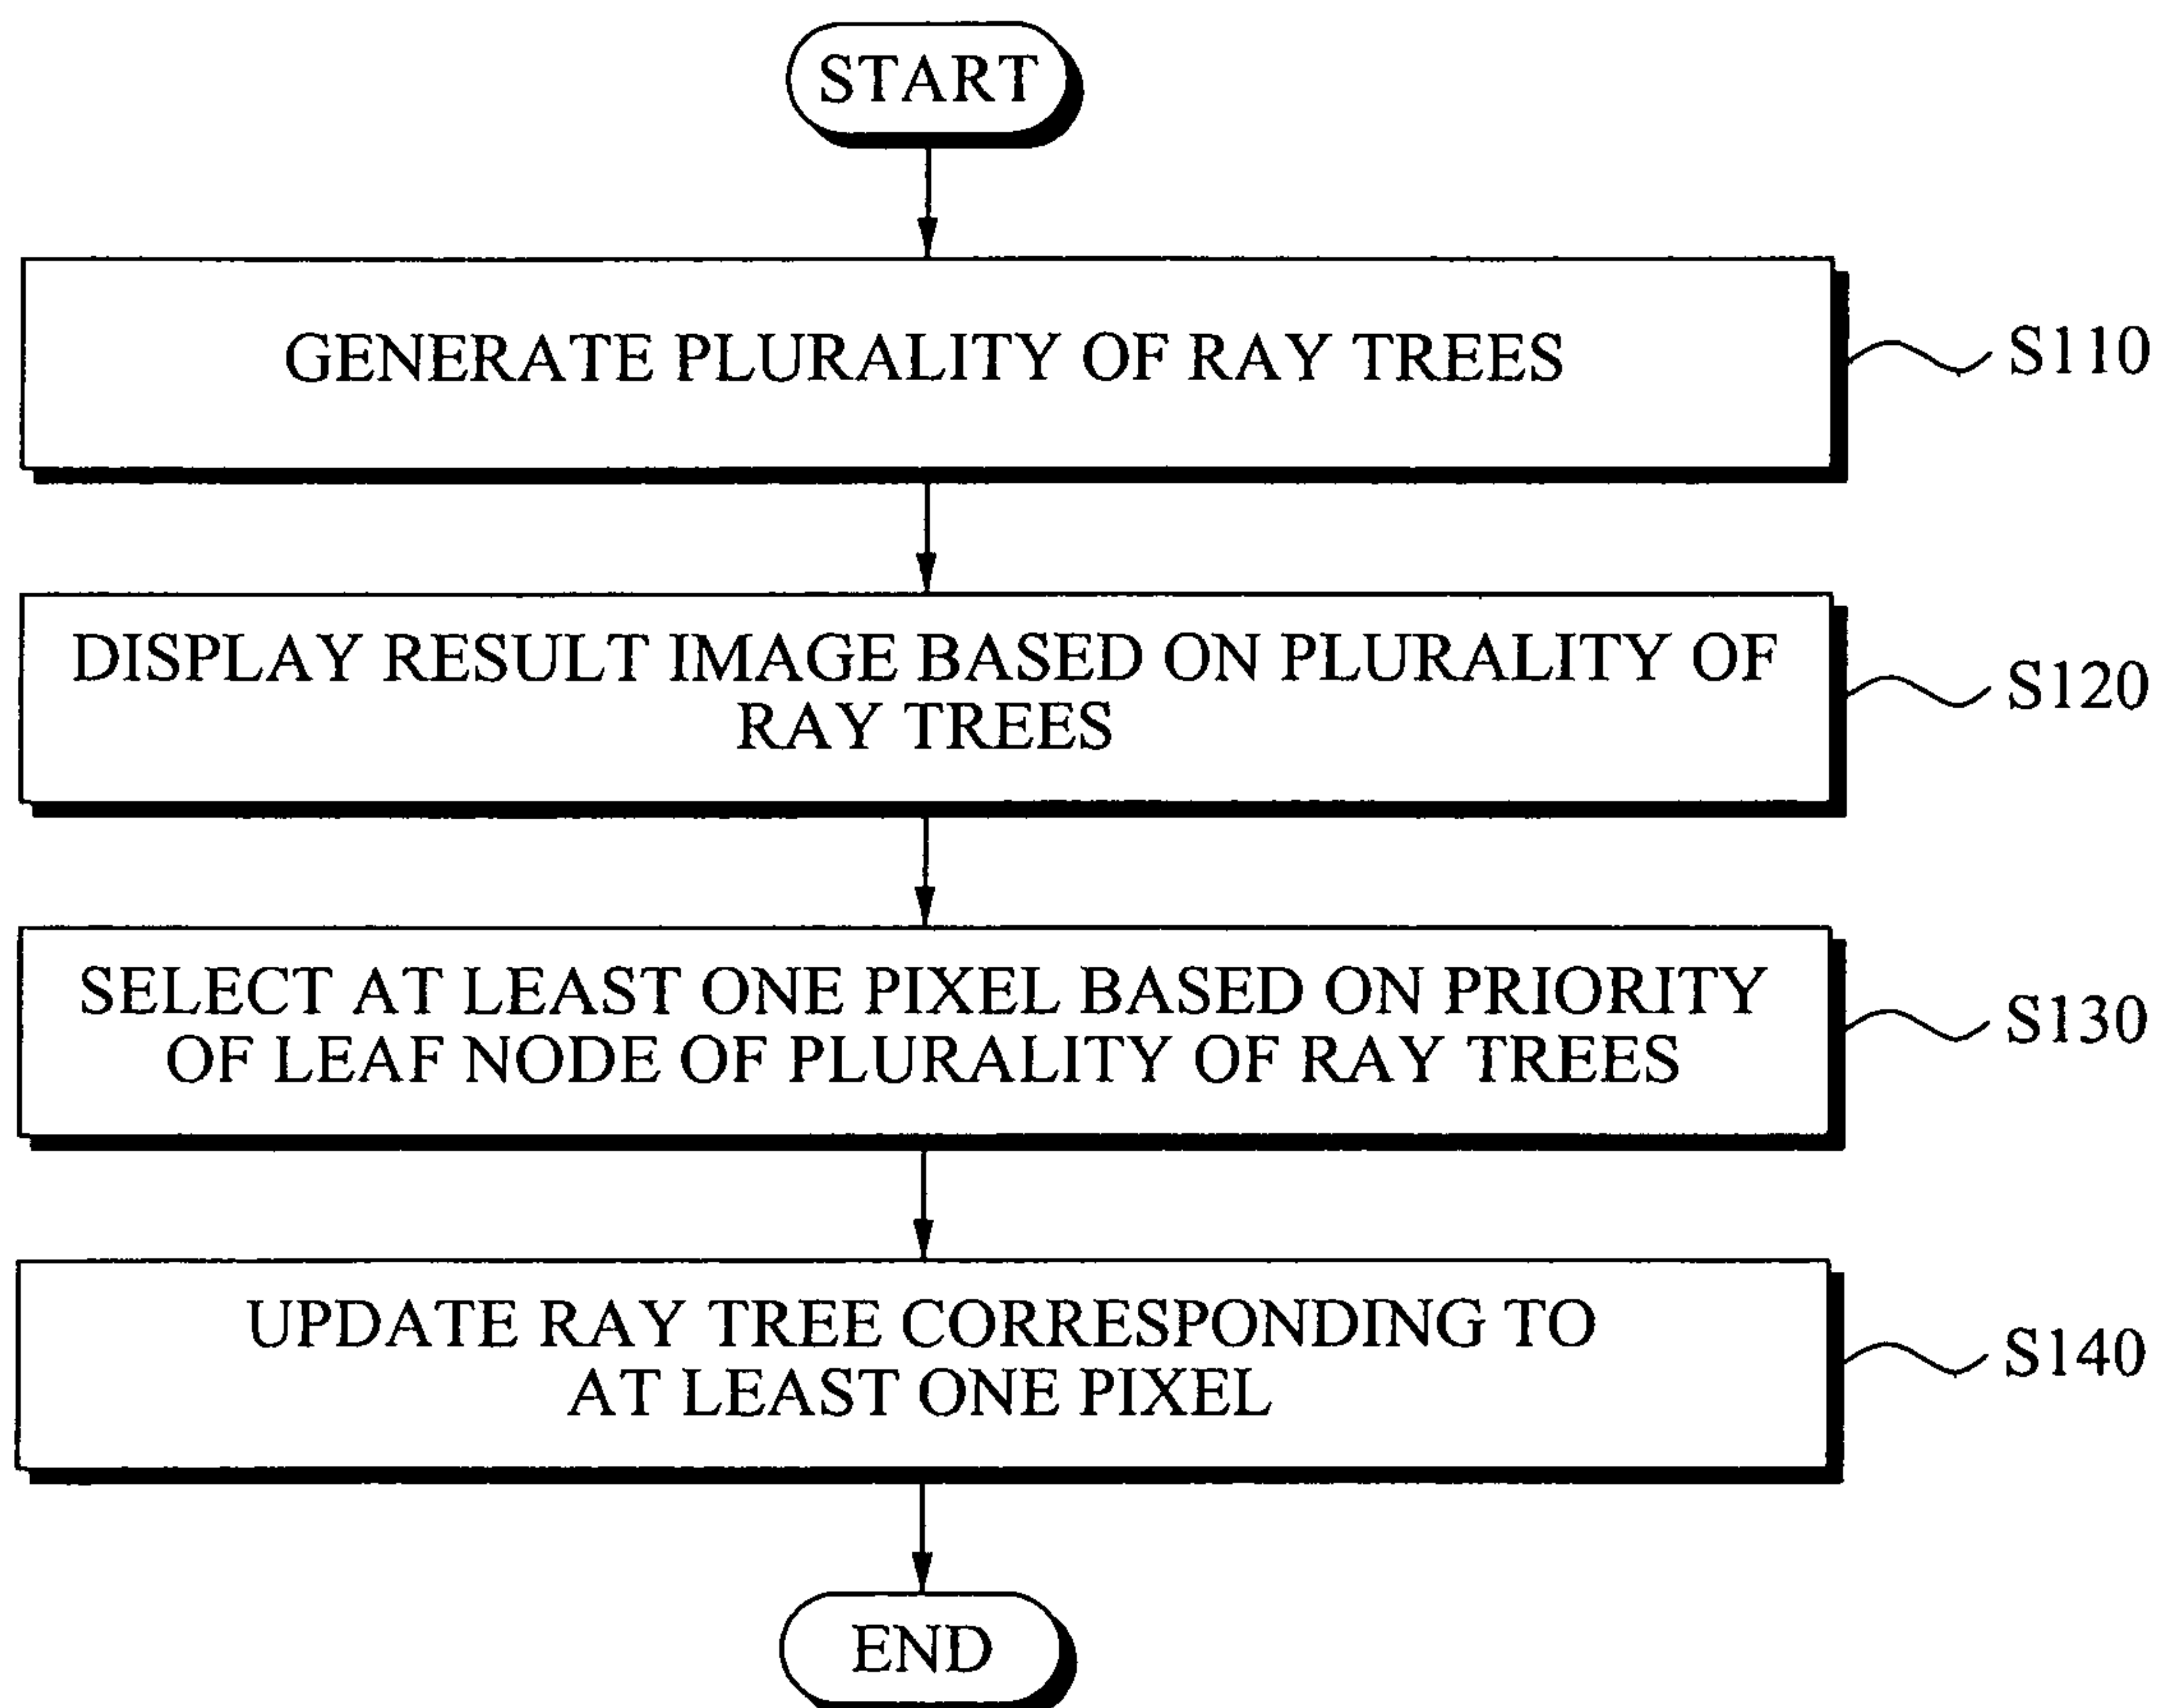 START
GENERATE PLURALITY OF RAY TREES
S110
DISPLAY RESULT IMAGE BASED ON PLURALITY OF
RAY TREES
S120
SELECT AT LEAST ONE PIXEL BASED ON PRIORITY
OF LEAF NODE OF PLURALITY OF RAY TREES
S130
UPDATE RAY TREE CORRESPONDING TO
AT LEAST ONE PIXEL
S140
END